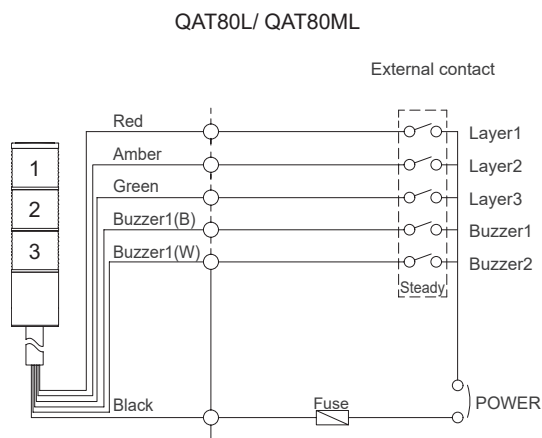 QAT80L/ QAT80ML
External contact
Red
Layer1
Amber
Layer2
Green
Layer3
Buzzer1(B)
Buzzer1
Buzzer1(W)
Buzzer2
1
2
3
Steady
Black
Fuse
POWER